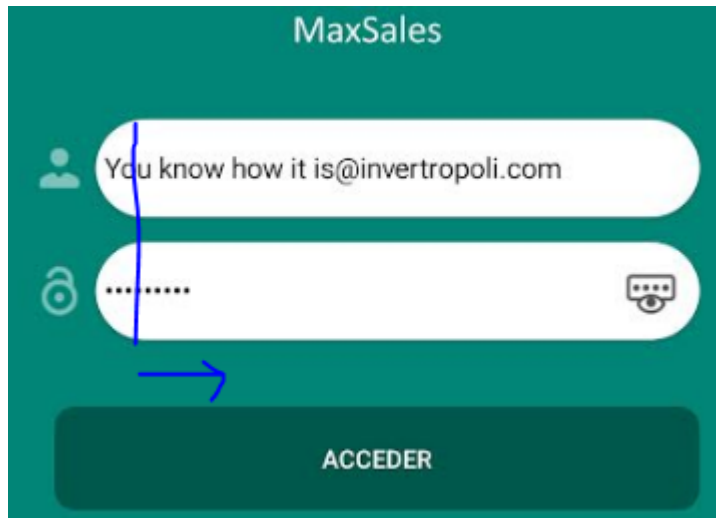 MaxSales
You know how it is@invertropoli.com
•••••••••
ACCEDER